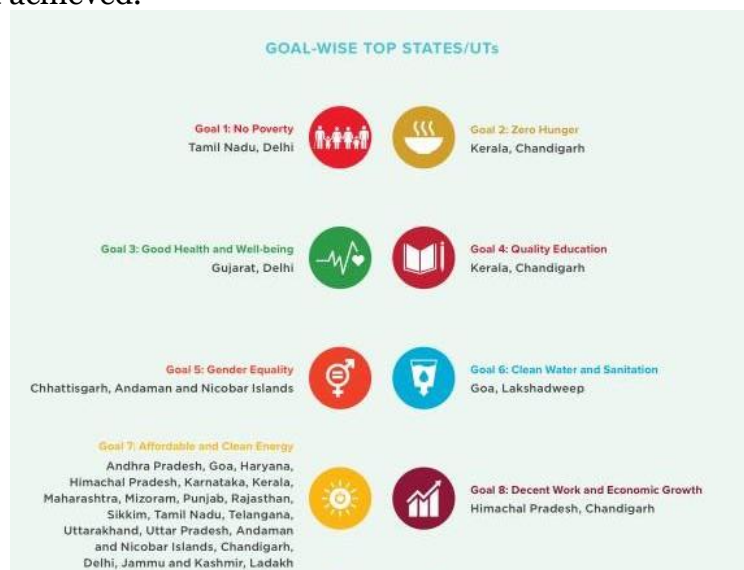 achieved.
GOAL-WISE TOP STATES/UTs
Goal 1: No Poverty
Tamil Nadu, Delhi
Goal 2: Zero Hunger
Kerala, Chandigarh
Goal 3: Good Health and Well-being
Gujarat, Delhi
Goal 4: Quality Education
Kerala, Chandigarh
Goal 5: Gender Equality
Chhattisgarh, Andaman and Nicobar Islands
Goal 6: Clean Water and Sanitation
Goa, Lakshadweep
Goal 7: Affordable and Clean Energy
Andhra Pradesh, Goa, Haryana,
Himachal Pradesh, Karnataka, Kerala,
Maharashtra, Mizoram, Punjab, Rajasthan,
Sikkim, Tamil Nadu, Telangana,
Uttarakhand, Uttar Pradesh, Andaman
and Nicobar Islands, Chandigarh,
Delhi, Jammu and Kashmir, Ladakh
Goal 8: Decent Work and Economic Growth
Himachal Pradesh, Chandigarh